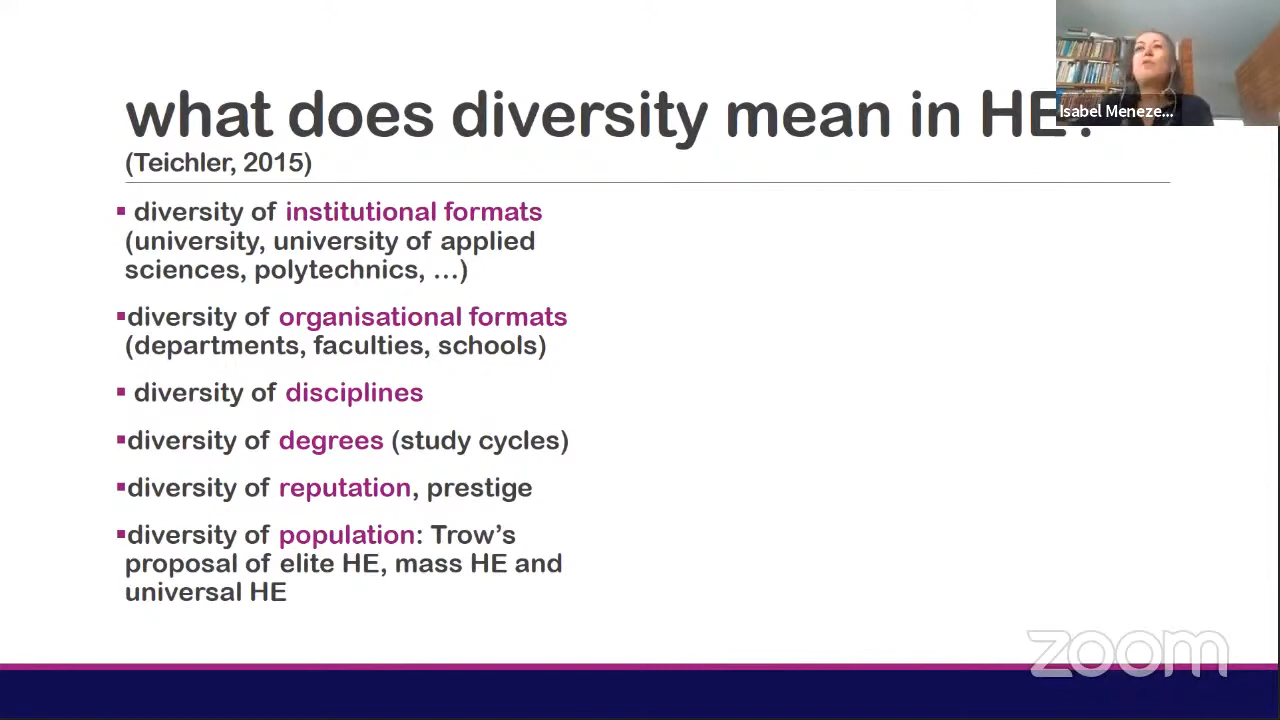 what does diversity mean in HE?
(Teichler, 2015)
Isabel Meneze...
▪ diversity of institutional formats
(university, university of applied
sciences, polytechnics, …)
▪diversity of organisational formats
(departments, faculties, schools)
▪ diversity of disciplines
▪diversity of degrees (study cycles)
▪diversity of reputation, prestige
▪diversity of population: Trow’s
proposal of elite HE, mass HE and
universal HE
zoom